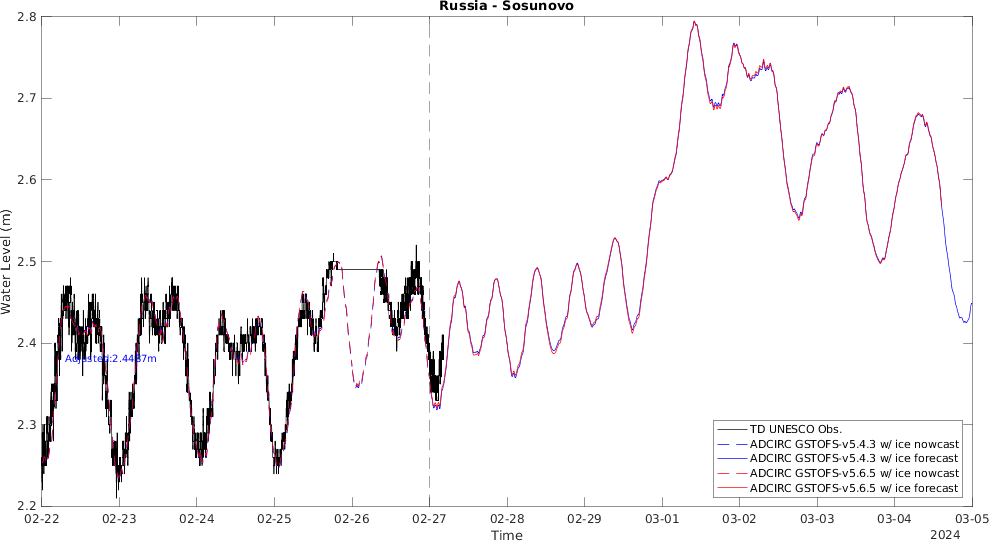 Russia - Sosunovo
2.8
2.7
2.6
2.5
2.4
2.3
2.2
Water Level (m)
TD UNESCO Obs.
ADCIRC GSTOFS-v5.4.3 w/ ice nowcast
ADCIRC GSTOFS-v5.4.3 w/ ice forecast
ADCIRC GSTOFS-v5.6.5 w/ ice nowcast
ADCIRC GSTOFS-v5.6.5 w/ ice forecast
02-22 02-23 02-24 02-25 02-26 02-27 02-28 02-29 03-01 03-02 03-03 03-04 03-05
Time
2024